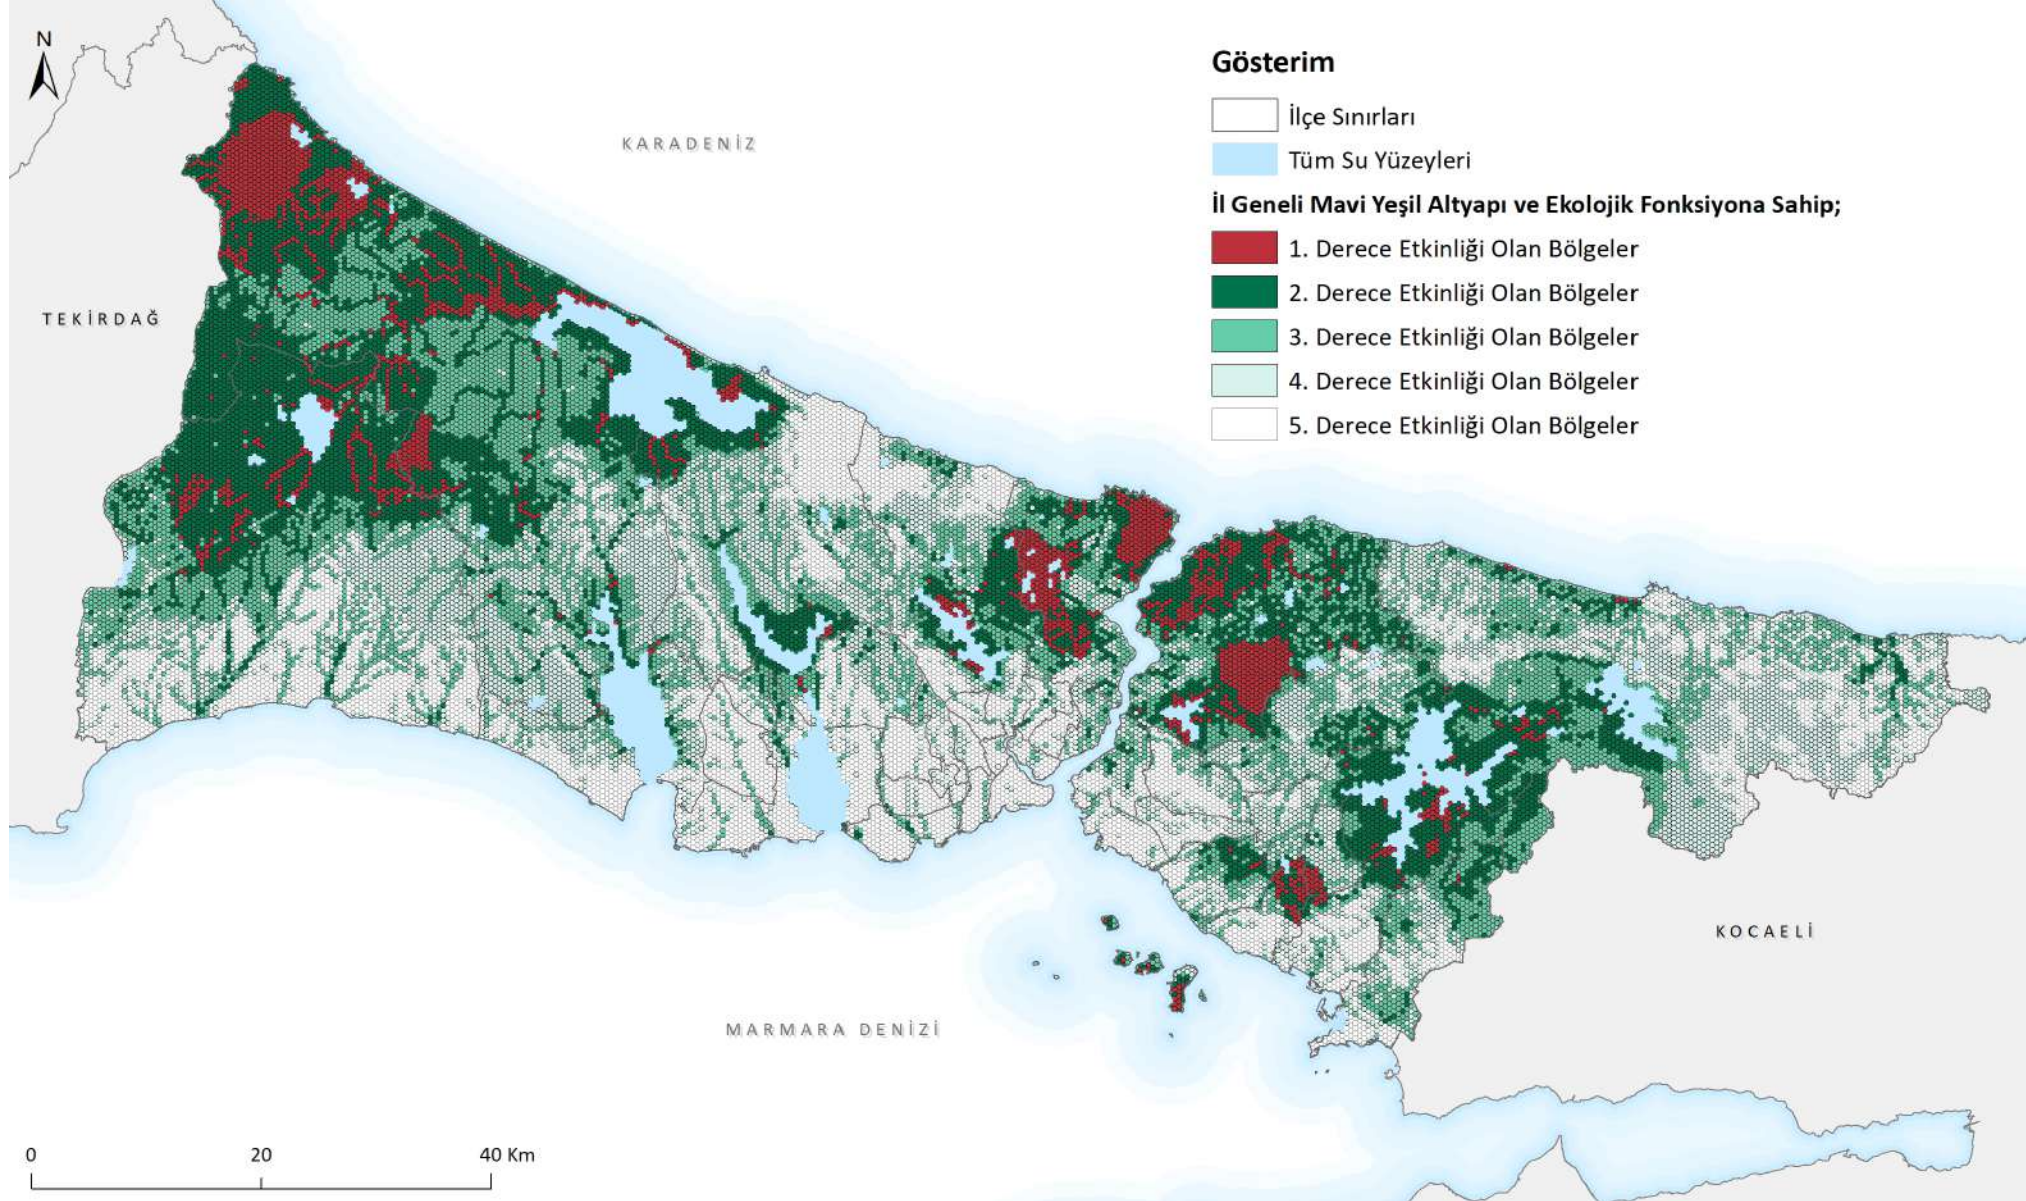 N
Gösterim
İlçe Sınırları
Tüm Su Yüzeyleri
İl Geneli Mavi Yeşil Altyapı ve Ekolojik Fonksiyona Sahip;
1. Derece Etkinliği Olan Bölgeler
2. Derece Etkinliği Olan Bölgeler
3. Derece Etkinliği Olan Bölgeler
4. Derece Etkinliği Olan Bölgeler
5. Derece Etkinliği Olan Bölgeler
KARADENİZ
TEKİRDAĞ
KOCAELİ
MARMARA DENİZİ
0 20 40 Km